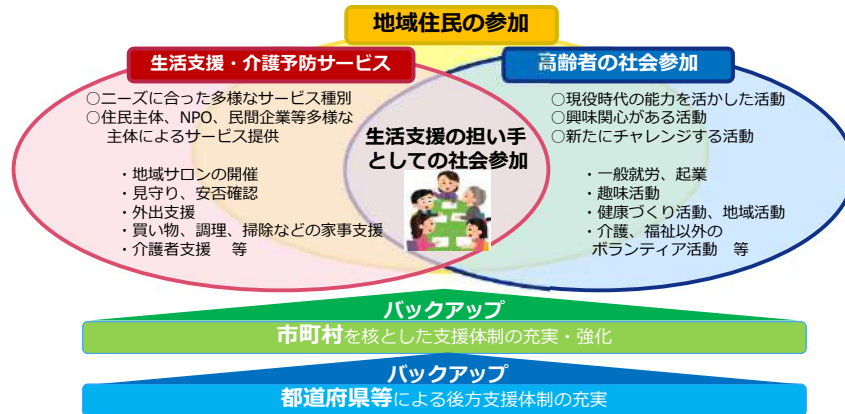 地域住民の参加
生活支援・介護予防サービス
○ニーズに合った多様なサービス種別
○住民主体、NPO、民間企業等多様な
主体によるサービス提供
・地域サロンの開催
・見守り、安否確認
・外出支援
・買い物、調理、掃除などの家事支援
・介護者支援　等
生活支援の担い手
としての社会参加
高齢者の社会参加
○現役時代の能力を活かした活動
○興味関心がある活動
○新たにチャレンジする活動
・一般就労、起業
・趣味活動
・健康づくり活動、地域活動
・介護、福祉以外の
ボランティア活動　等
バックアップ
市町村を核とした支援体制の充実・強化
バックアップ
都道府県等による後方支援体制の充実